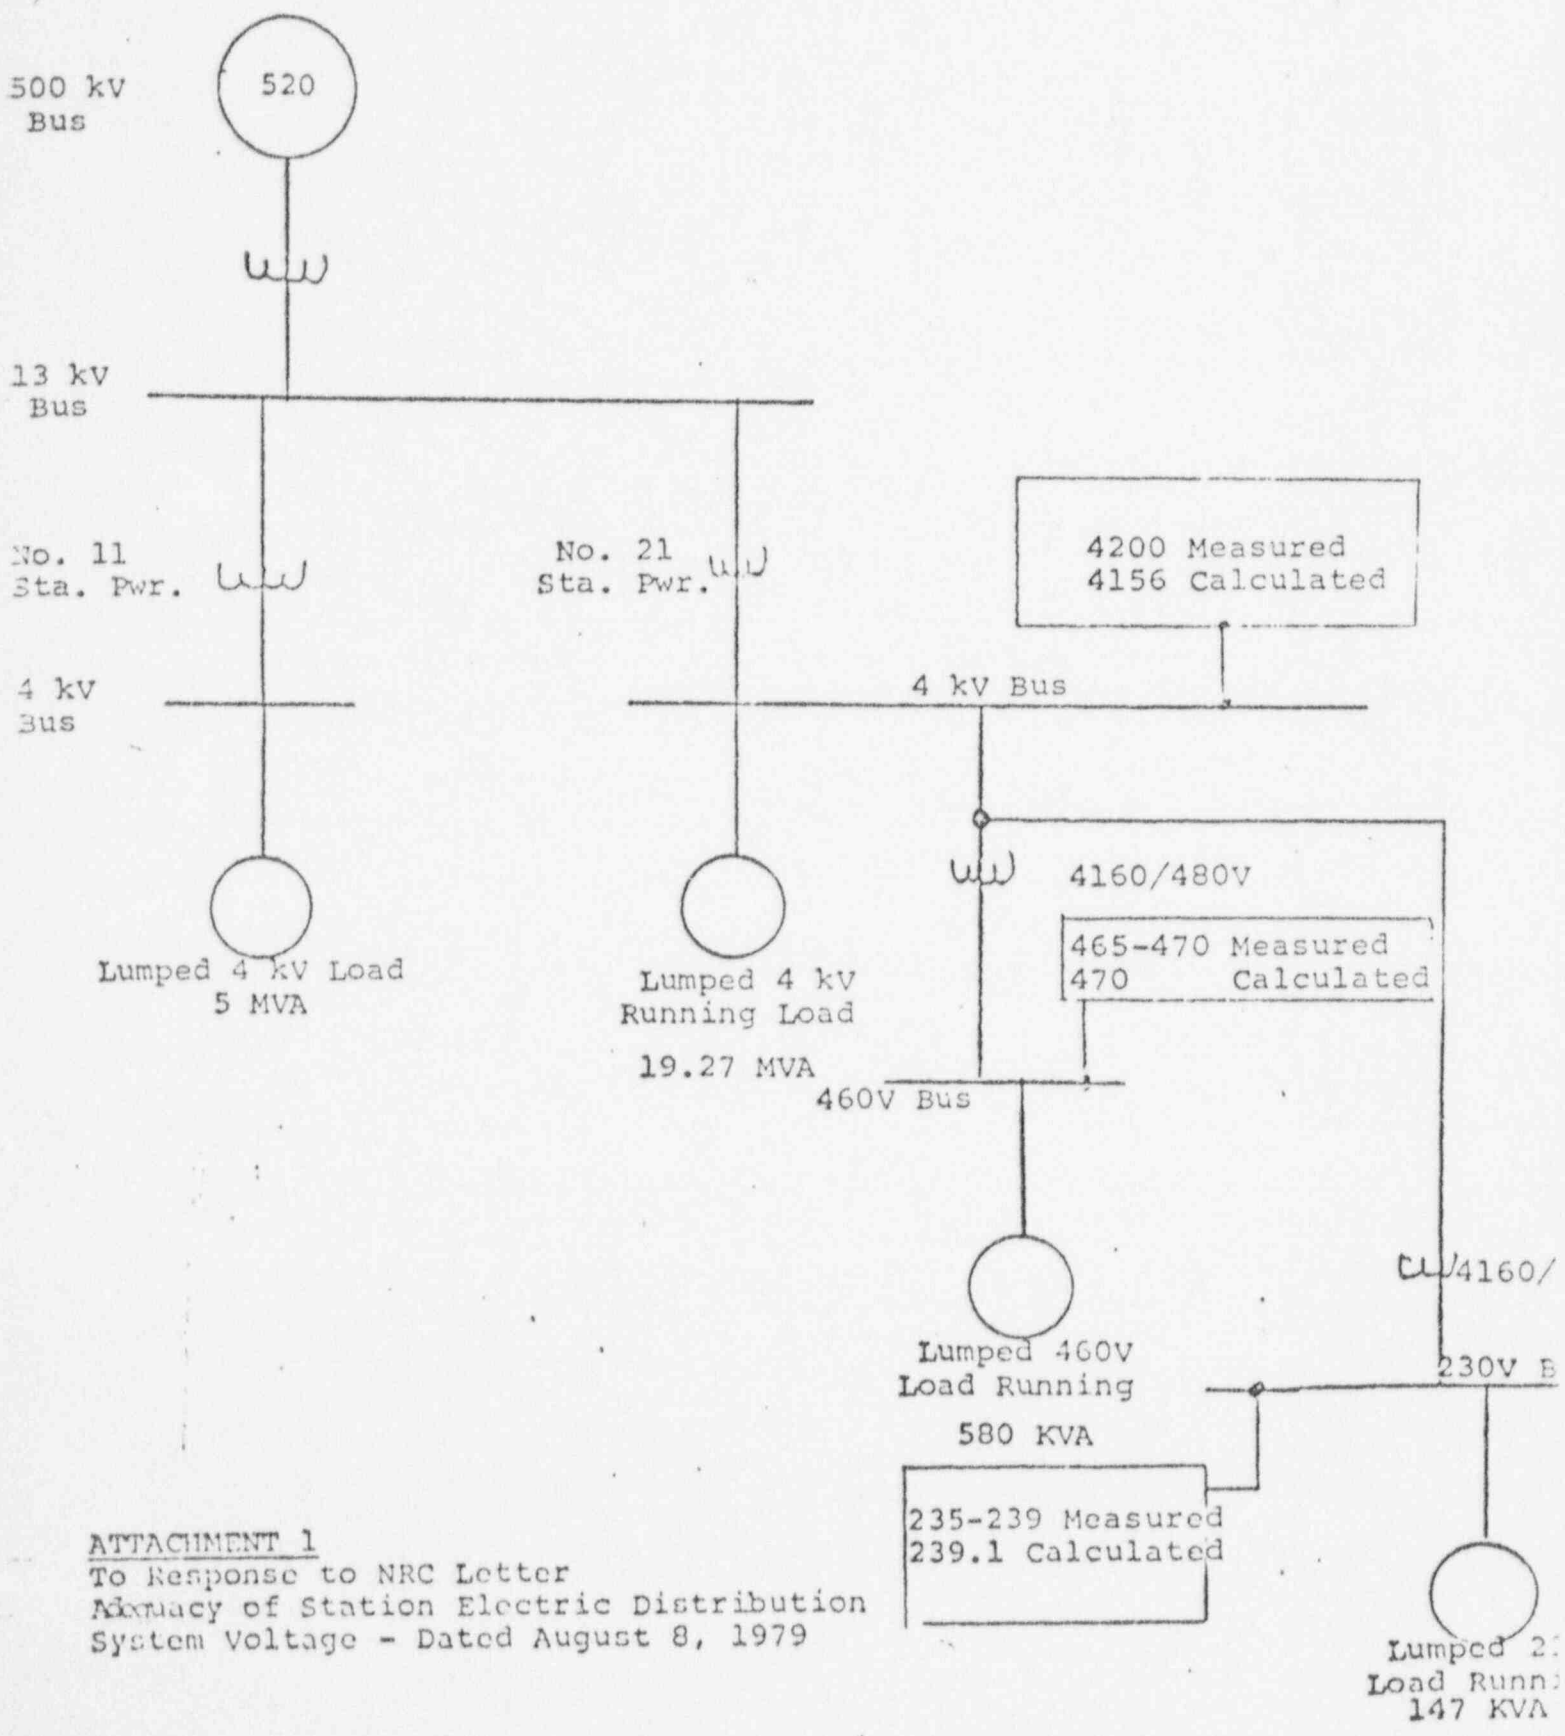 500 kV
Bus
520
13 kV
Bus
No. 11
Sta. Pwr.
No. 21
Sta. Pwr.
4200 Measured
4156 Calculated
4 kV
Bus
4 kV Bus
4160/480V
465-470 Measured
470 Calculated
Lumped 4 kV Load
5 MVA
Lumped 4 kV
Running Load
19.27 MVA
460V Bus
4160/
Lumped 460V
Load Running
580 KVA
230V B
235-239 Measured
239.1 Calculated
ATTACHMENT 1
To Response to NRC Letter
Adequacy of Station Electric Distribution
System Voltage - Dated August 8, 1979
Lumped 2
Load Runn
147 KVA